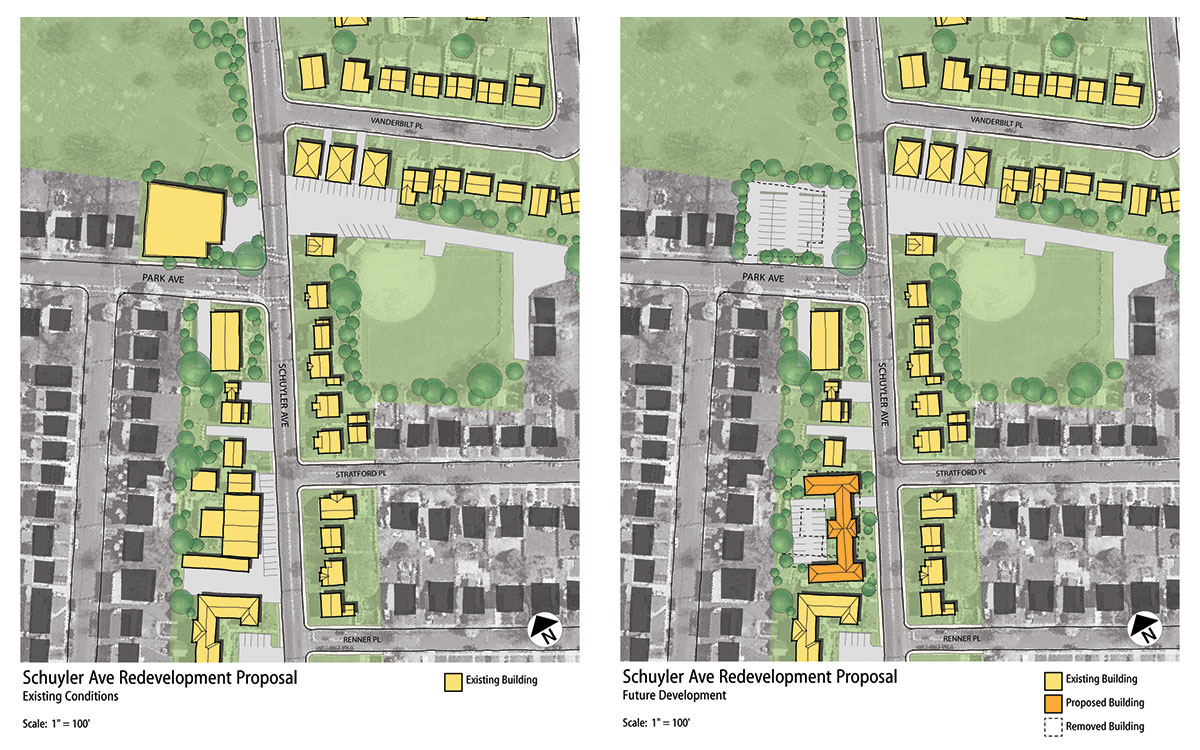 VANDERBILT PL
PARK AVE
SCHUYLER AVE
STRATFORD PL
RENNER PL
N
Schuyler Ave Redevelopment Proposal
Existing Conditions
Scale: 1" = 100'
Existing Building
VANDERBILT PL
PARK AVE
SCHUYLER AVE
STRATFORD PL
RENNER PL
N
Schuyler Ave Redevelopment Proposal
Future Development
Scale: 1" = 100'
Existing Building
Proposed Building
Removed Building